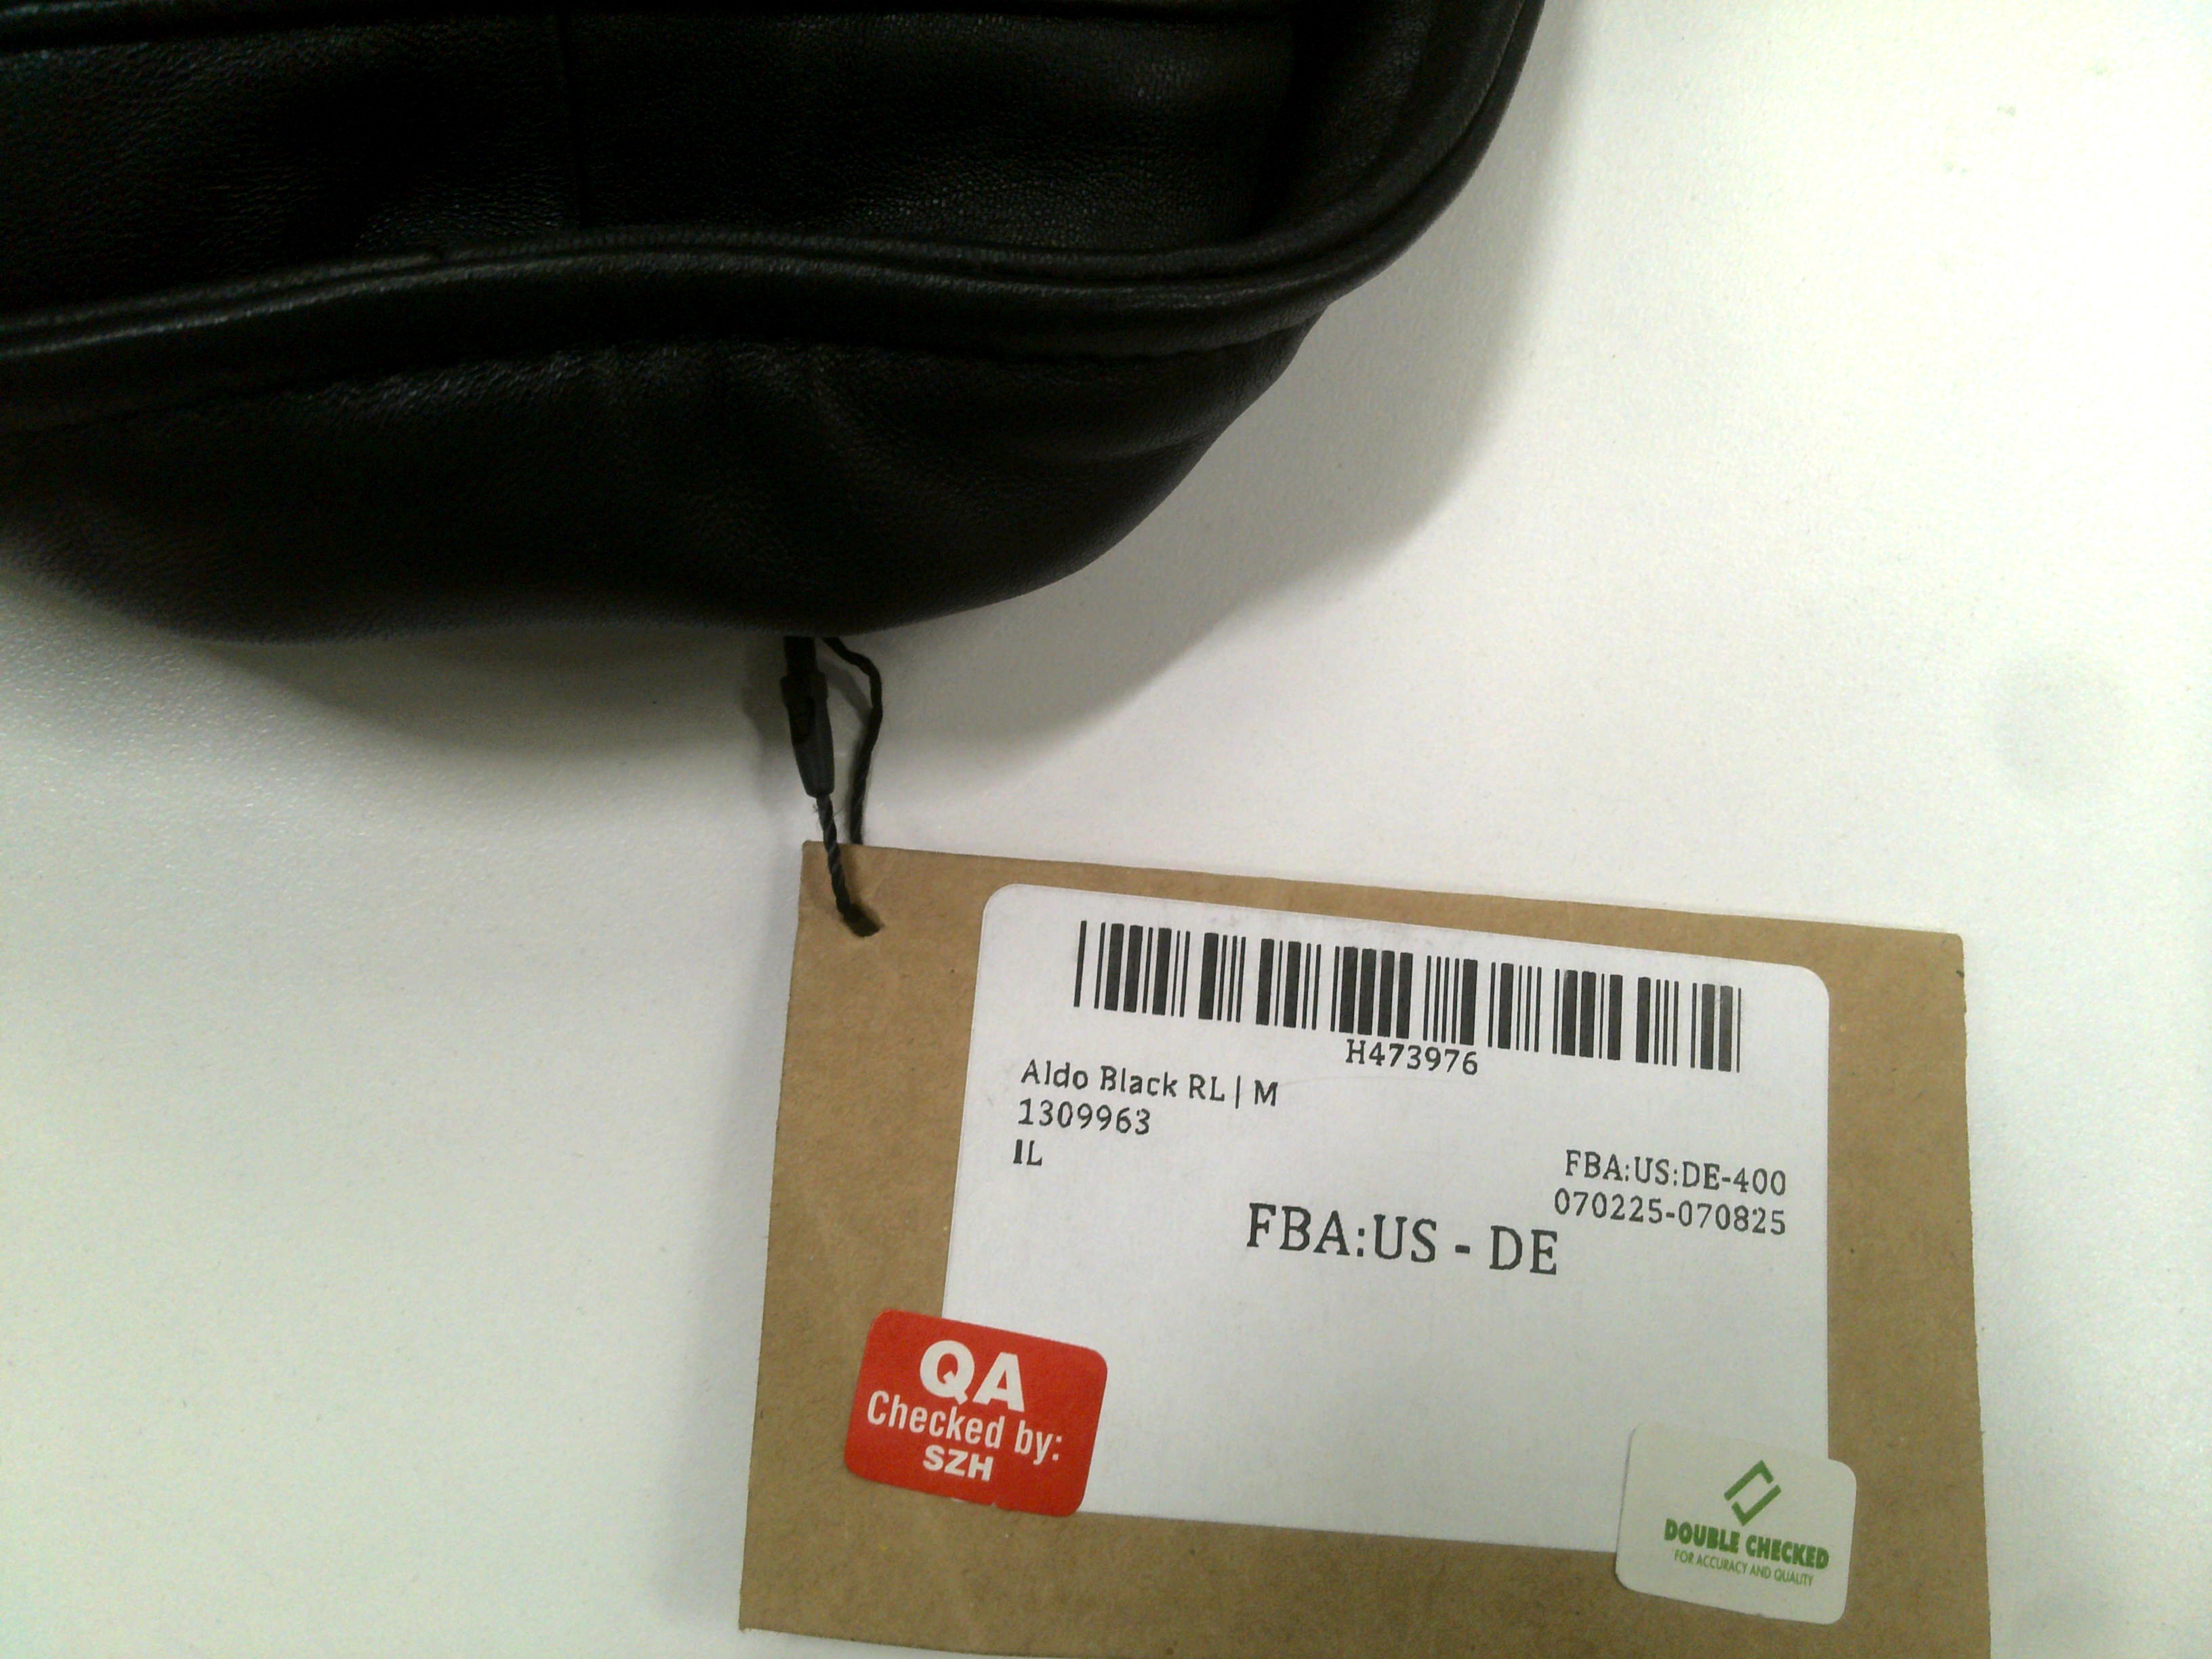 H473976
Aldo Black RL | M
1309963
IL
FBA:US:DE-400
070225-070825
FBA:US - DE
QA
Checked by:
SZH
DOUBLE CHECKED
FOR ACCURACY AND QUALITY